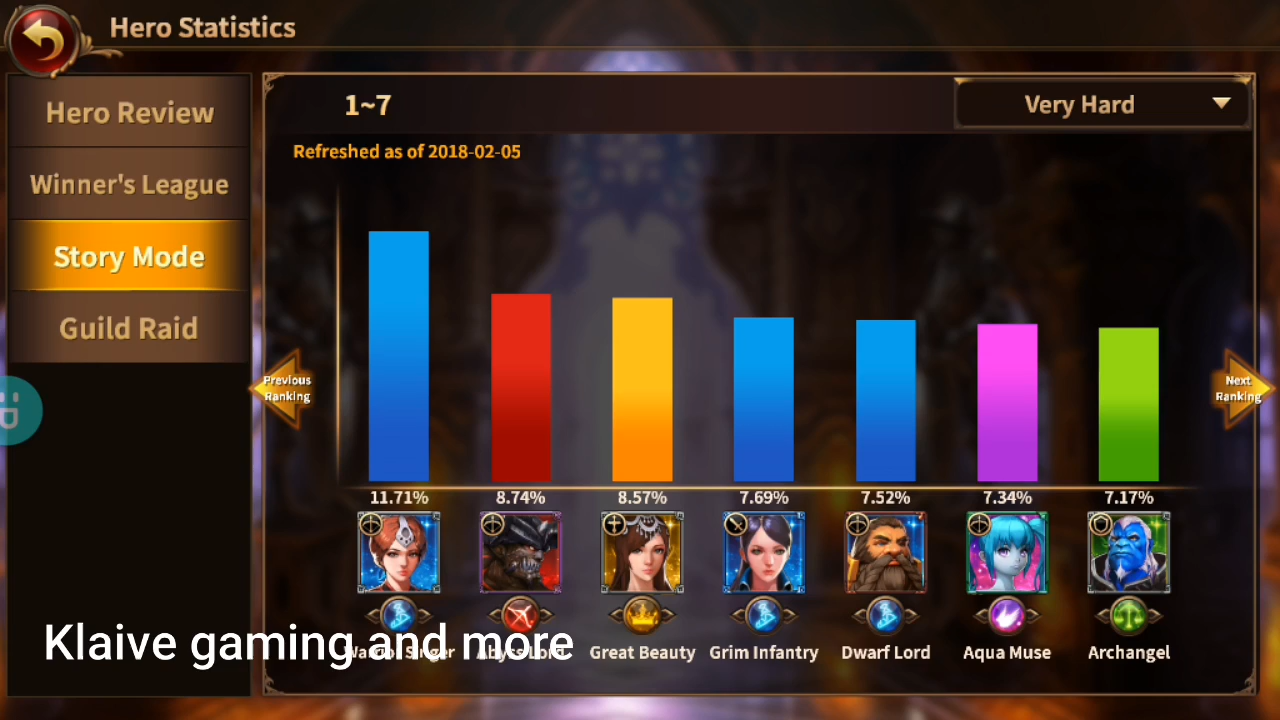 Hero Statistics
Hero Review
Winner's League
Story Mode
Guild Raid
1~7
Very Hard
Refreshed as of 2018-02-05
Previous
Ranking
Next
Ranking
11.71% 8.74% 8.57% 7.69% 7.52% 7.34% 7.17%
Klaive gaming and more
Abyss Lord Great Beauty Grim Infantry Dwarf Lord Aqua Muse Archangel